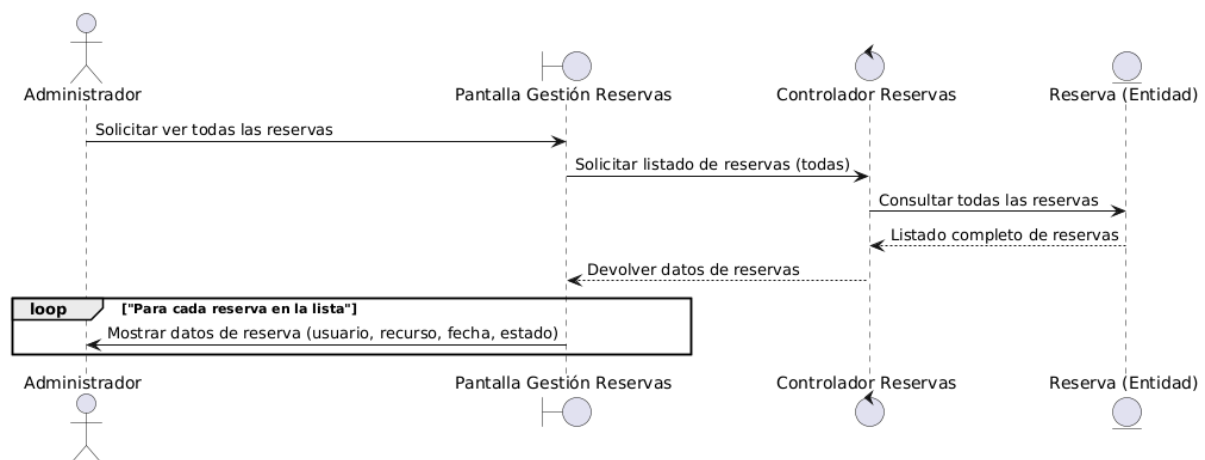 Administrador
Pantalla Gestión Reservas
Controlador Reservas
Reserva (Entidad)
Solicitar ver todas las reservas
Solicitar listado de reservas (todas)
Consultar todas las reservas
Listado completo de reservas
Devolver datos de reservas
loop ["Para cada reserva en la lista"]
Mostrar datos de reserva (usuario, recurso, fecha, estado)
Administrador
Pantalla Gestión Reservas
Controlador Reservas
Reserva (Entidad)